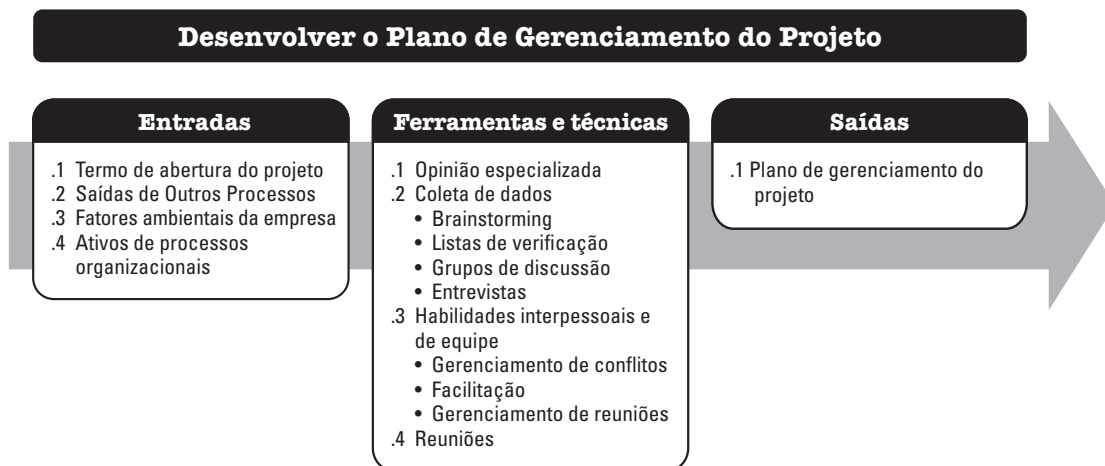 Desenvolver o Plano de Gerenciamento do Projeto
Entradas
.1 Termo de abertura do projeto
.2 Saídas de Outros Processos
.3 Fatores ambientais da empresa
.4 Ativos de processos
organizacionais
Ferramentas e técnicas
.1 Opinião especializada
.2 Coleta de dados
• Brainstorming
• Listas de verificação
• Grupos de discussão
• Entrevistas
.3 Habilidades interpessoais e
de equipe
• Gerenciamento de conflitos
• Facilitação
• Gerenciamento de reuniões
.4 Reuniões
Saídas
.1 Plano de gerenciamento do
projeto